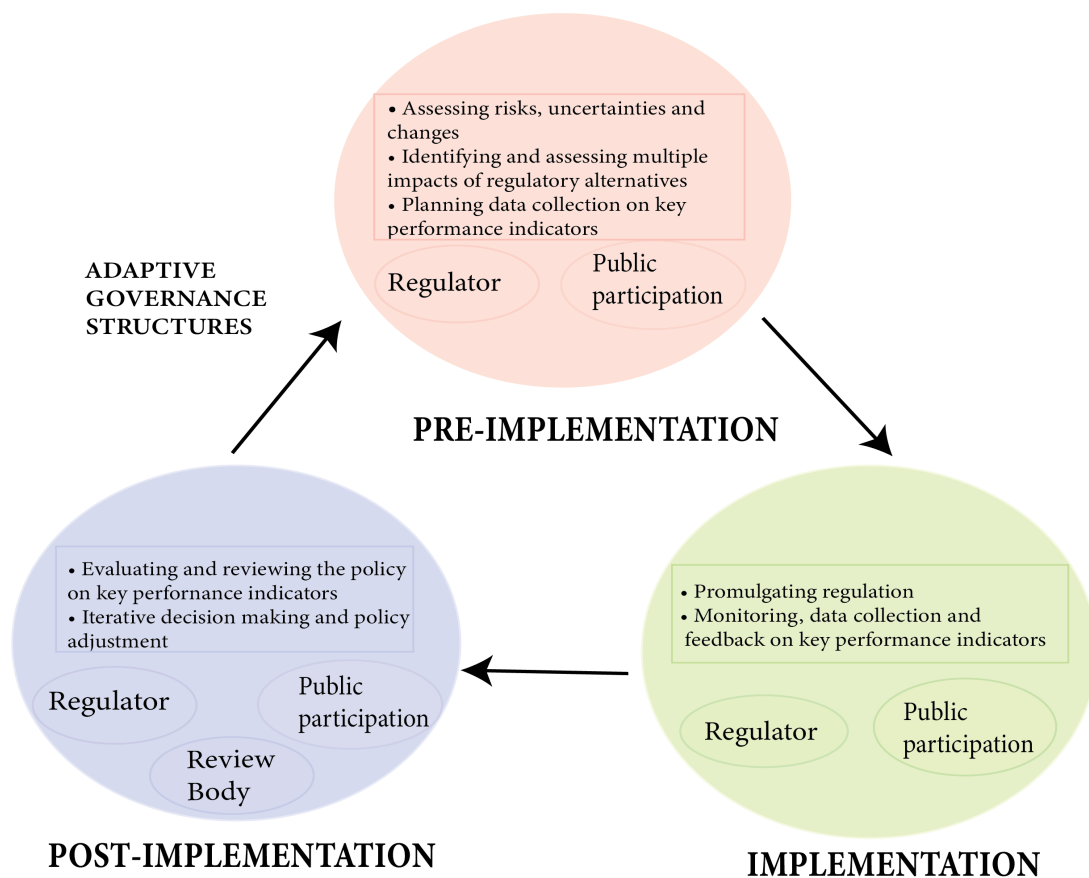 • Assessing risks, uncertainties and
changes
• Identifying and assessing multiple
impacts of regulatory alternatives
• Planning data collection on key
performance indicators
Regulator
Public
participation
ADAPTIVE
GOVERNANCE
STRUCTURES
PRE-IMPLEMENTATION
• Evaluating and reviewing the policy
on key perfornance indicators
• Iterative decision making and policy
adjustment
Regulator
Public
participation
Review
Body
POST-IMPLEMENTATION
• Promulgating regulation
• Monitoring, data collection and
feedback on key performance indicators
Regulator
Public
participation
IMPLEMENTATION